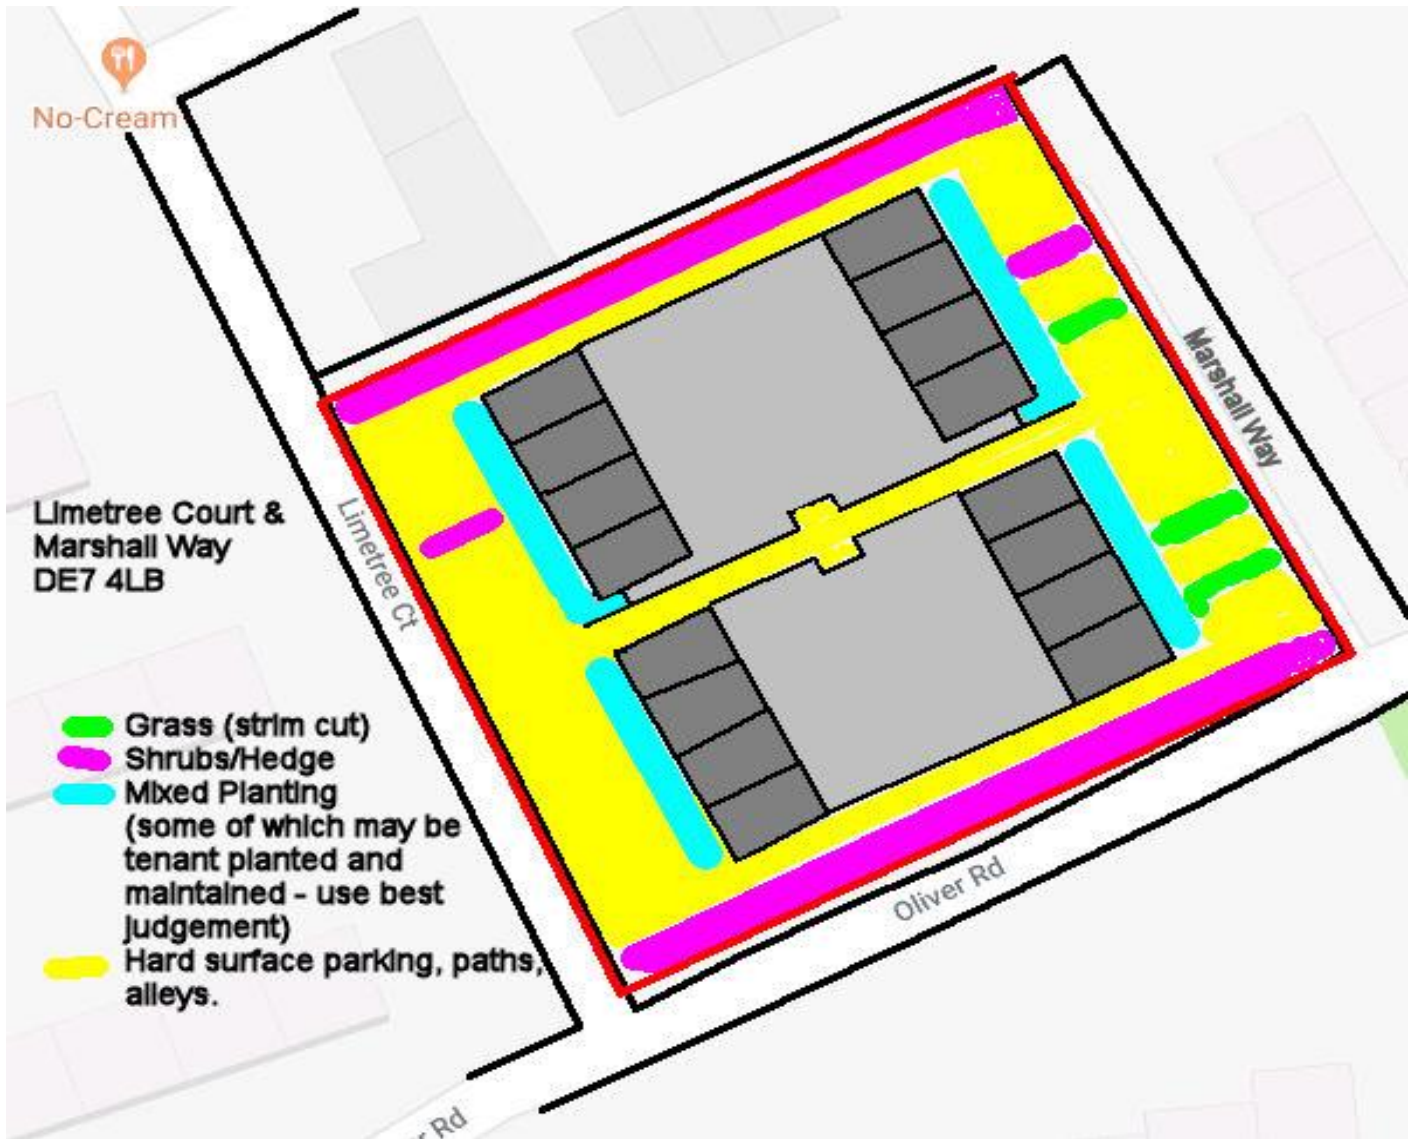 No-Cream
Marshall Way
Limetree Court &
Marshall Way
DE7 4LB
Limetree Ct
Grass (strim cut)
Shrubs/Hedge
Mixed Planting
(some of which may be
tenant planted and
maintained - use best
judgement)
Hard surface parking, paths,
alleys.
Oliver Rd
Rd